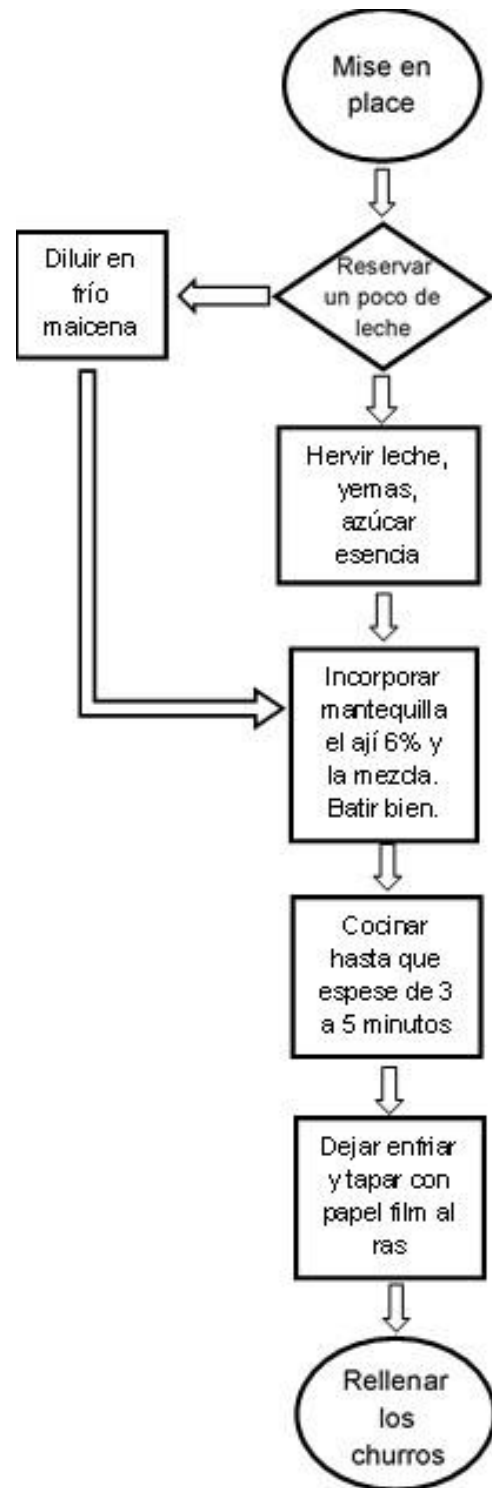 Mise en
place
Reservar
un poco de
leche
Diluir en
frío
maicena
Hervir leche,
yemas,
azúcar
esencia
Incorporar
mantequilla
el ají 6% y
la mezcla.
Batir bien.
Cocinar
hasta que
espese de 3
a 5 minutos
Dejar enfriar
y tapar con
papel film al
ras
Rellenar
los
churros